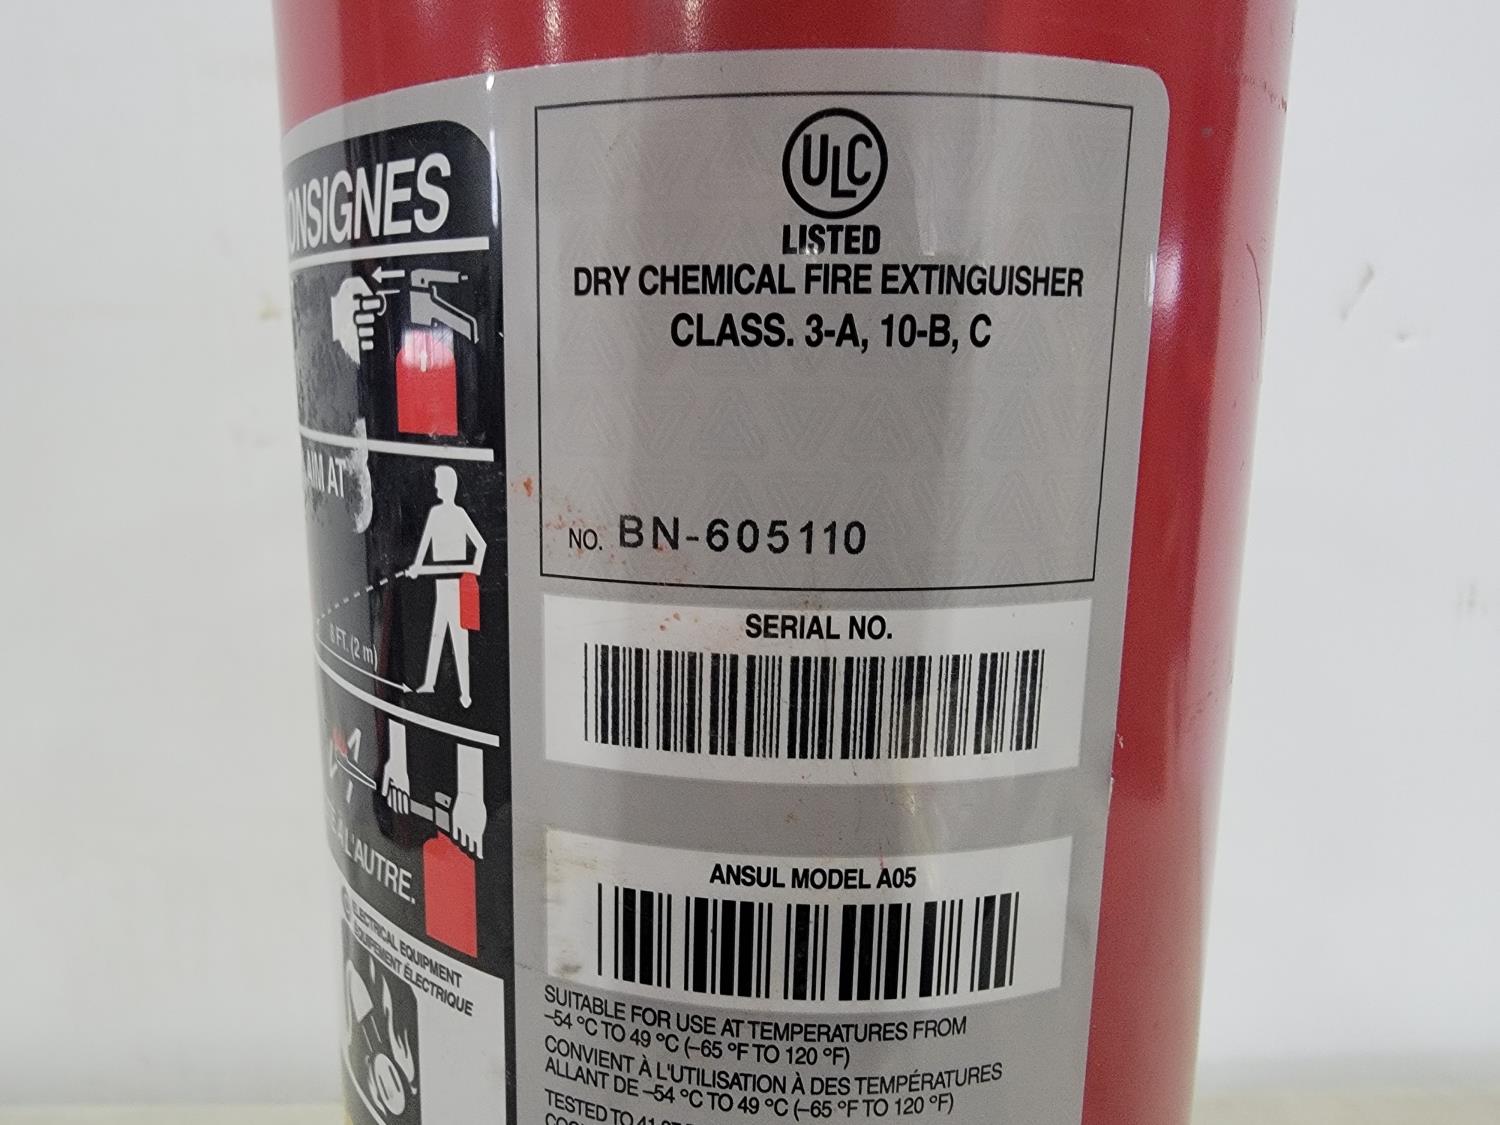 ONSIGNES
AIM AT
8 FT. (2 m)
À L'AUTRE.
ELECTRICAL EQUIPMENT
ÉQUIPEMENT ÉLECTRIQUE
ULC
LISTED
DRY CHEMICAL FIRE EXTINGUISHER
CLASS. 3-A, 10-B, C
NO. BN-605110
SERIAL NO.
ANSUL MODEL A05
SUITABLE FOR USE AT TEMPERATURES FROM
–54 °C TO 49 °C (–65 °F TO 120 °F)
CONVIENT À L'UTILISATION À DES TEMPÉRATURES
ALLANT DE –54 °C TO 49 °C (–65 °F TO 120 °F)
TESTED TO